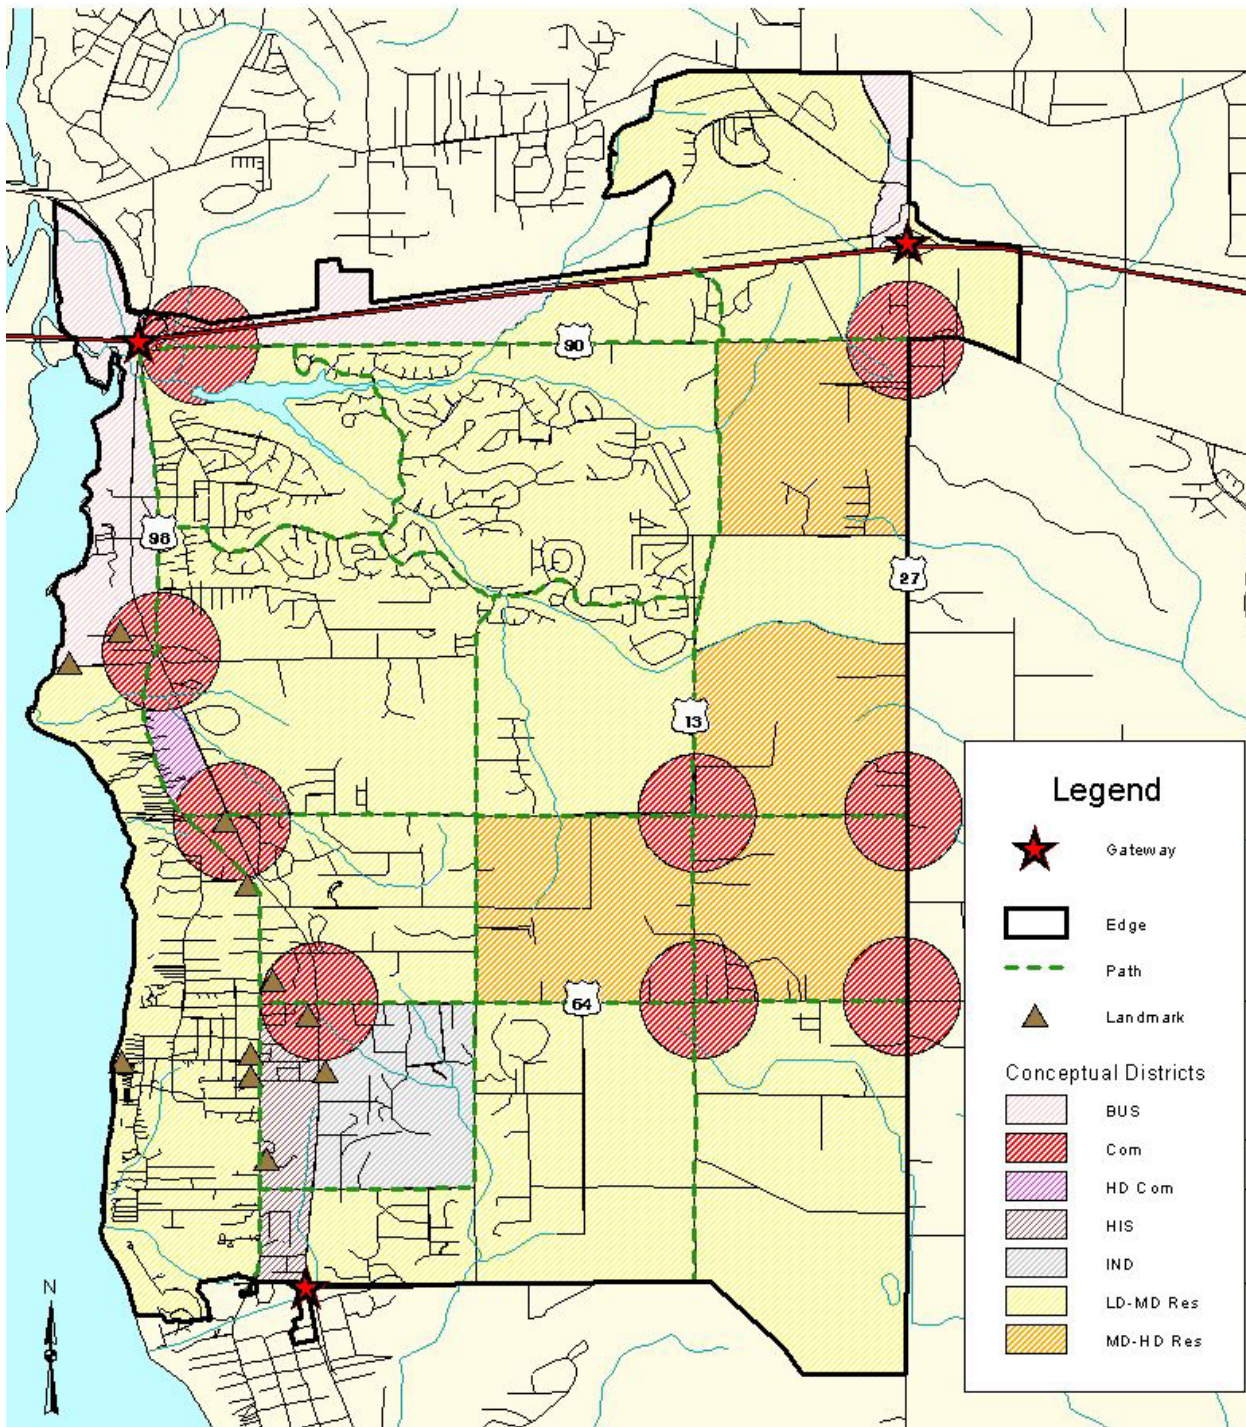 90
98
27
13
64
N
Legend
Gateway
Edge
Path
Landmark
Conceptual Districts
BUS
Com
HD Com
HIS
IND
LD-MD Res
MD-HD Res